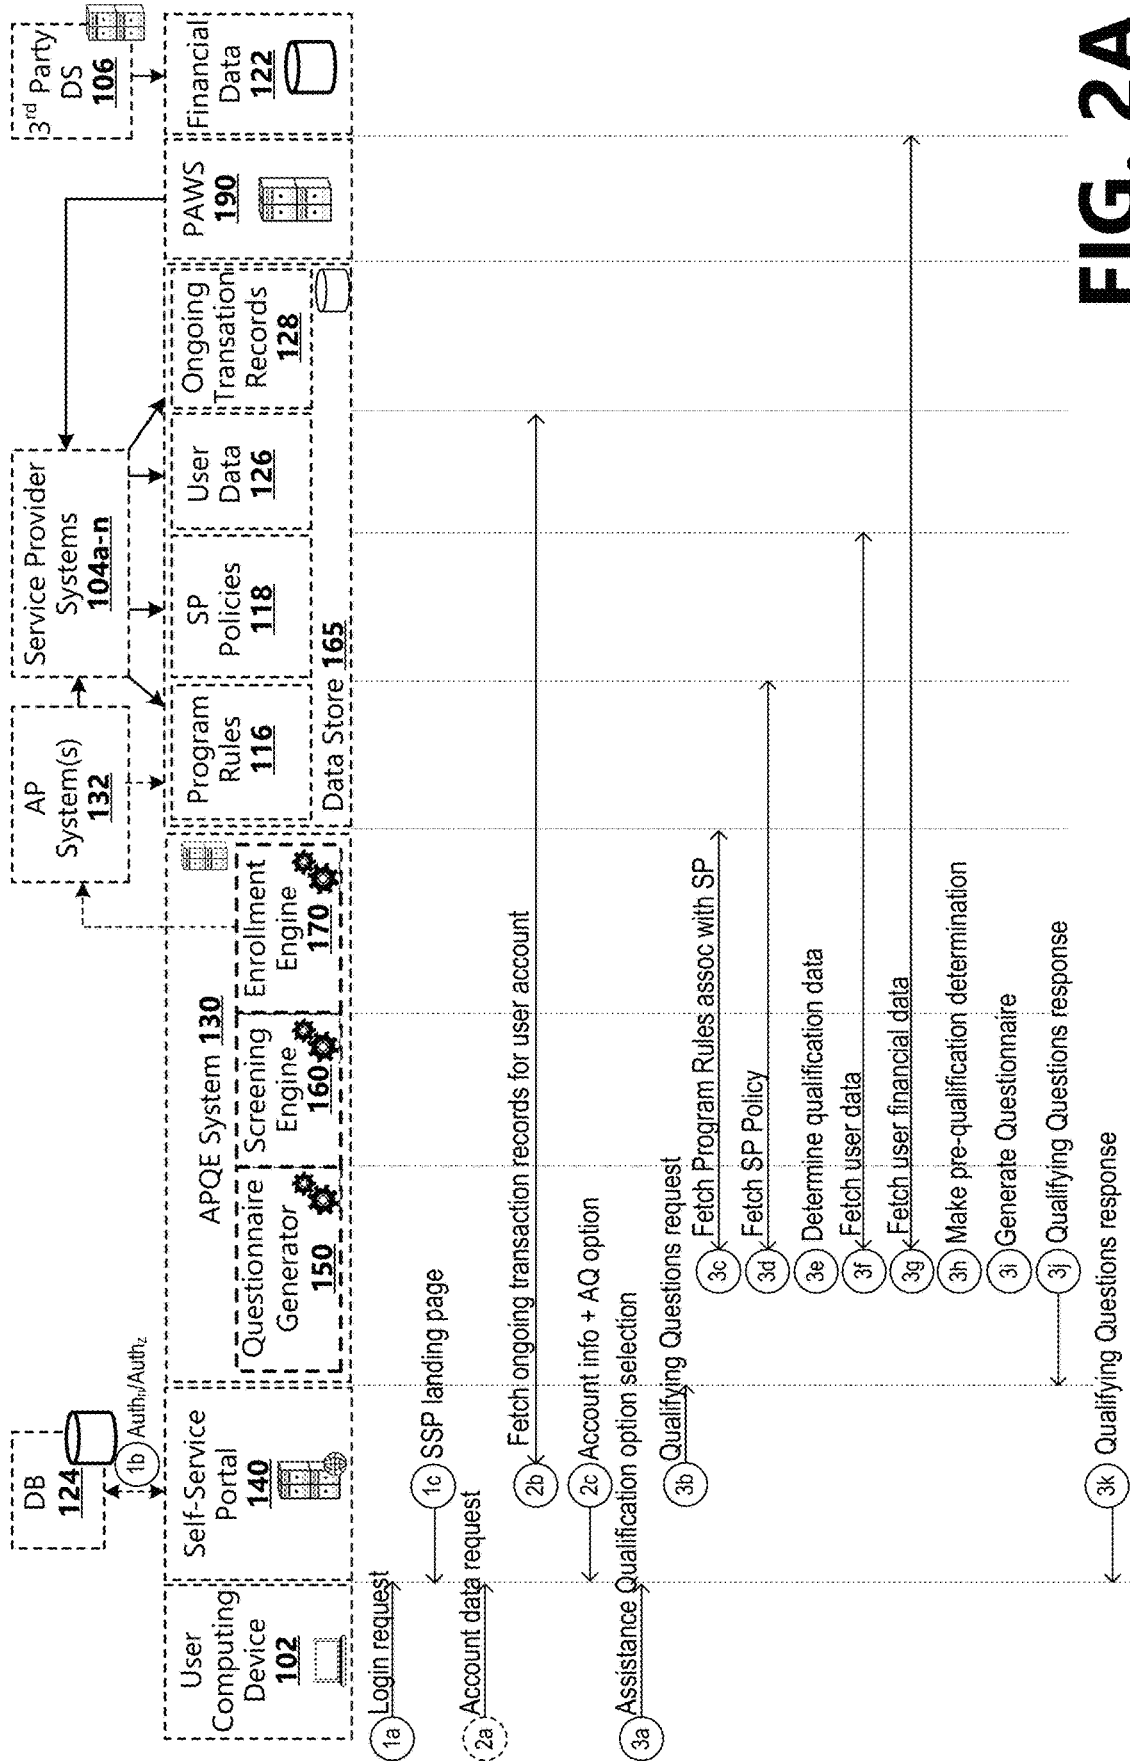 DB
124
1b
Authn/Authz
AP
System(s)
132
Service Provider
Systems
104a-n
3rd Party
DS
106
User
Computing
Device
102
Self-Service
Portal
140
APQE System 130
Questionnaire
Generator
150
Screening
Engine
160
Enrollment
Engine
170
Program
Rules
116
SP
Policies
118
User
Data
126
Ongoing
Transation
Records
128
Data Store 165
PAWS
190
Financial
Data
122
1a Login request
1c SSP landing page
2a Account data request
2b Fetch ongoing transaction records for user account
2c Account info + AQ option
3a Assistance Qualification option selection
3b Qualifying Questions request
3c Fetch Program Rules assoc with SP
3d Fetch SP Policy
3e Determine qualification data
3f Fetch user data
3g Fetch user financial data
3h Make pre-qualification determination
3i Generate Questionnaire
3j Qualifying Questions response
3k Qualifying Questions response
FIG. 2A